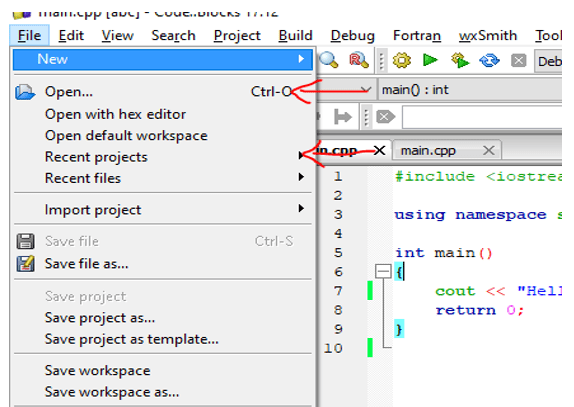 main.cpp [abc] - Code::Blocks 17.12
File Edit View Search Project Build Debug Fortran wxSmith Tool
New
Deb
Open... Ctrl-O
main() : int
Open with hex editor
Open default workspace
Recent projects
in.cpp main.cpp
Recent files
Import project
Save file Ctrl-S
Save file as...
Save project
Save project as...
Save project as template...
Save workspace
Save workspace as...
1 #include <iostrea
2
3 using namespace s
4
5 int main()
6 {
7 cout << "Hell
8 return 0;
9 }
10